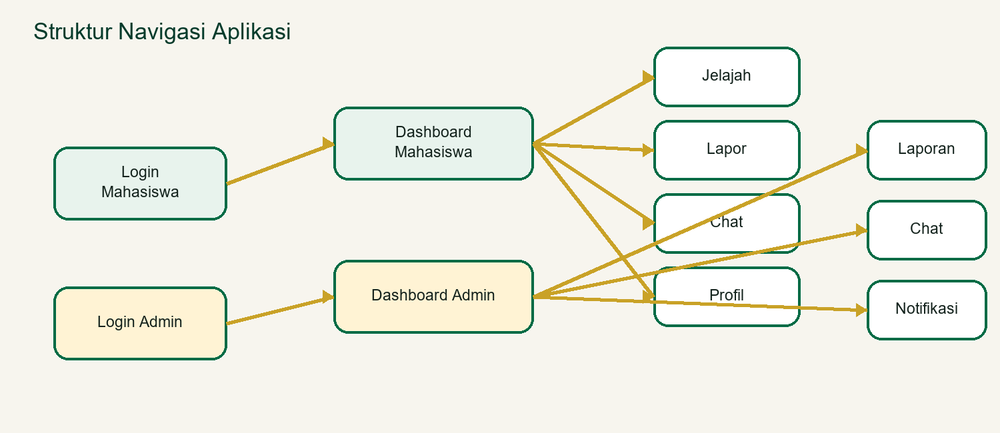 Struktur Navigasi Aplikasi
Login
Mahasiswa
Login Admin
Dashboard
Mahasiswa
Dashboard Admin
Jelajah
Lapor
Chat
Profil
Laporan
Chat
Notifikasi